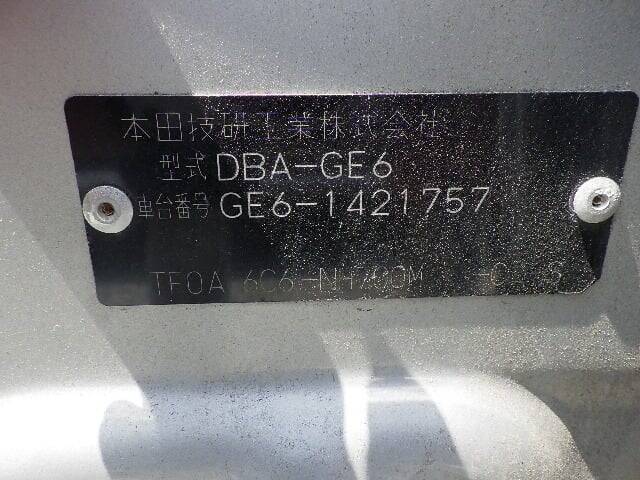 本田技研工業株式会社
型式 DBA-GE6
車台番号 GE6-1421757
TF0A 6C6-NH700M -C S